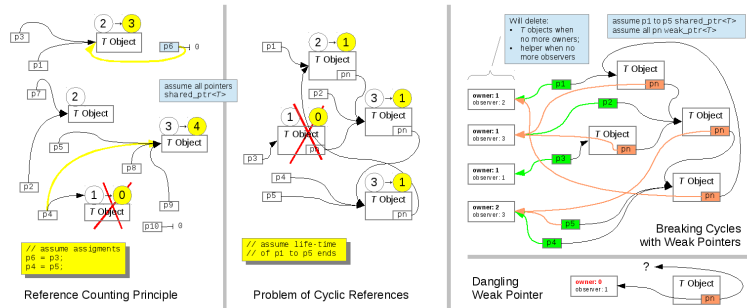 2 → 3
p3
T Object
p6
0
p1
assume all pointers
shared_ptr<T>
p7
2
T Object
3 → 4
p5
T Object
p8
p2
1 → 0
p4
T Object
p9
p10
0
// assume assigments
p6 = p3;
p4 = p5;
Reference Counting Principle
2 → 1
p1
T Object
pn
p2
3 → 1
1 → 0
T Object
pn
T Object
pn
p3
3 → 1
p4
p5
T Object
pn
// assume life-time
// of p1 to p5 ends
Problem of Cyclic References
Will delete:
• T objects when
no more owners;
• helper when no
more observers
assume p1 to p5 shared_ptr<T>
assume all pn weak_ptr<T>
T Object
pn
p1
owner: 1
observer: 2
p2
T Object
pn
owner: 1
observer: 3
T Object
pn
p3
owner: 1
observer: 1
T Object
pn
owner: 2
observer: 3
p5
p4
Breaking Cycles
with Weak Pointers
?
Dangling
Weak Pointer
owner: 0
observer: 1
T Object
pn